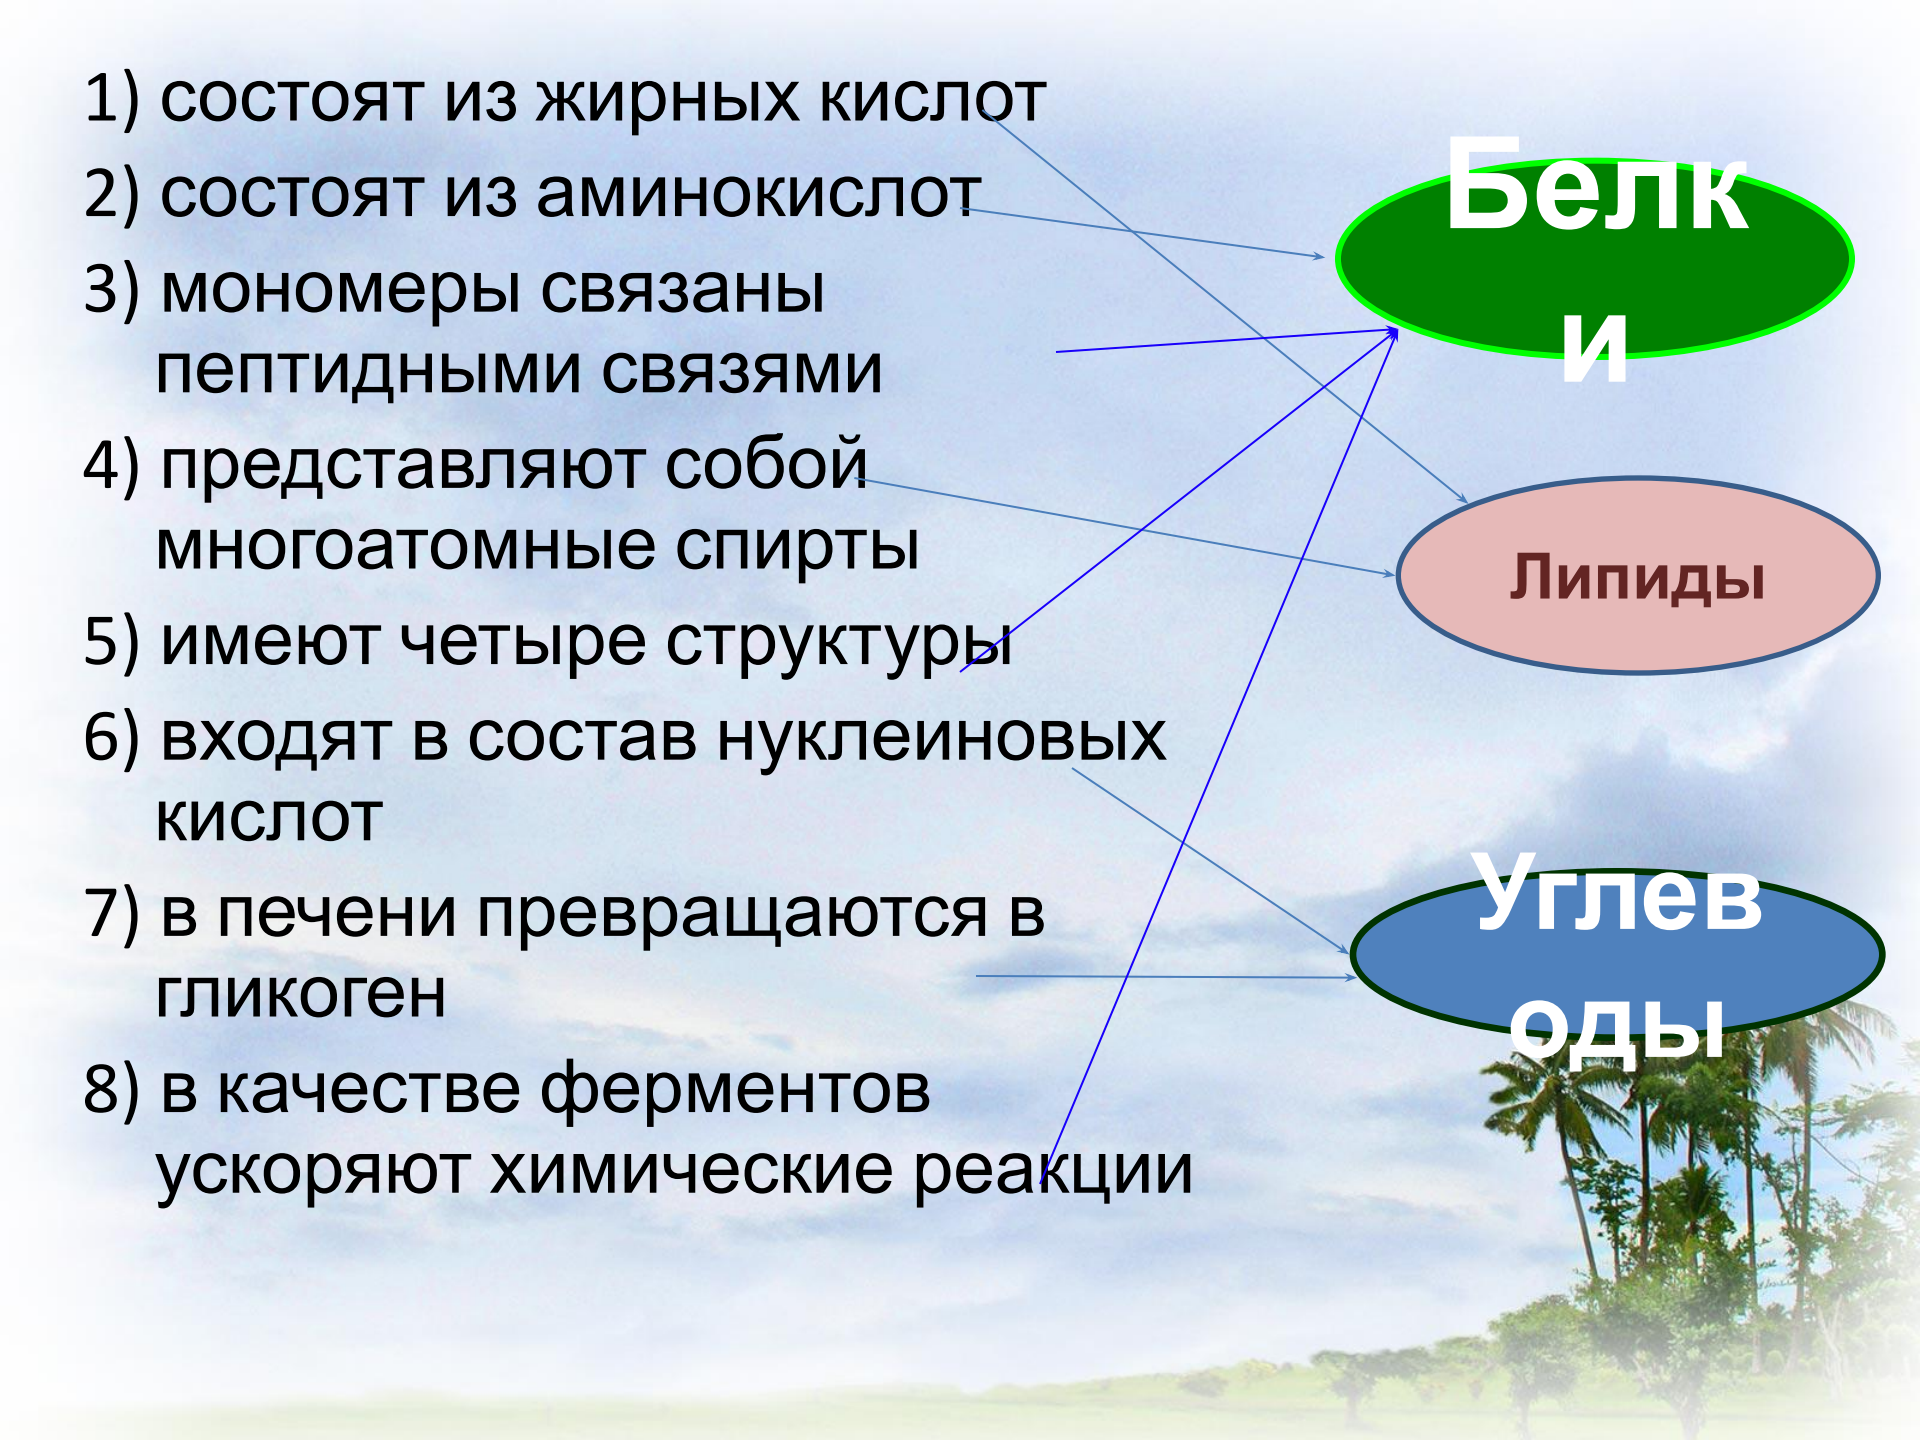 1) состоят из жирных кислот
2) состоят из аминокислот
3) мономеры связаны
пептидными связями
4) представляют собой
многоатомные спирты
5) имеют четыре структуры
6) входят в состав нуклеиновых
кислот
7) в печени превращаются в
гликоген
8) в качестве ферментов
ускоряют химические реакции
Белк
и
Липиды
Углев
оды